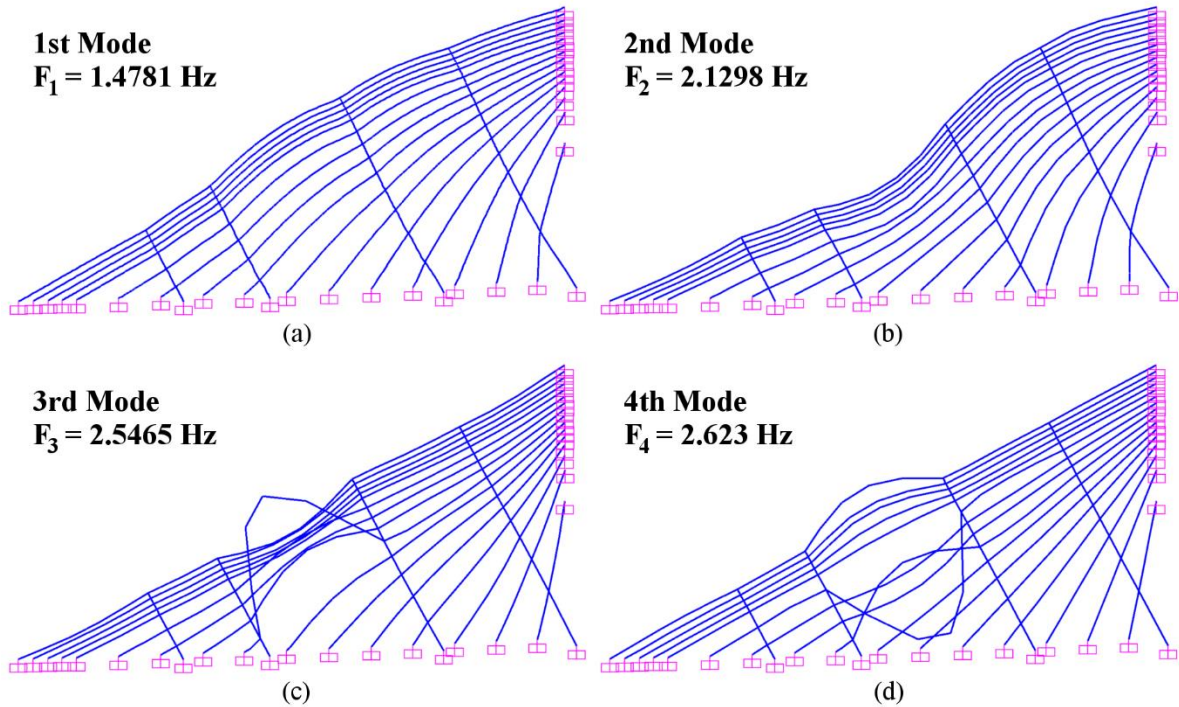 1st Mode
F1 = 1.4781 Hz
(a)
2nd Mode
F2 = 2.1298 Hz
(b)
3rd Mode
F3 = 2.5465 Hz
(c)
4th Mode
F4 = 2.623 Hz
(d)